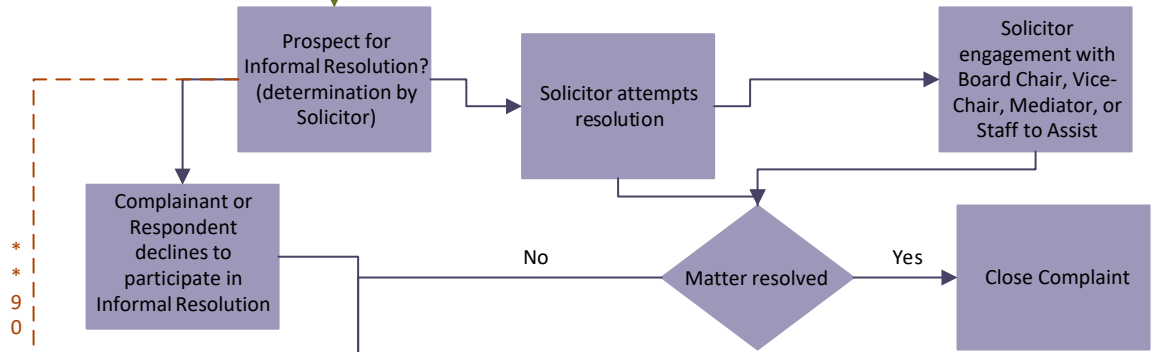 Prospect for
Informal Resolution?
(determination by
Solicitor)
Solicitor attempts
resolution
Solicitor
engagement with
Board Chair, Vice-
Chair, Mediator, or
Staff to Assist
Complainant or
Respondent
declines to
participate in
Informal Resolution
No
Matter resolved
Yes
Close Complaint
*
*
9
0